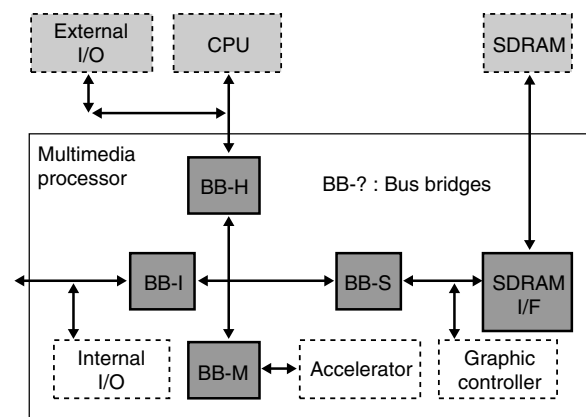 External
I/O
CPU
SDRAM
Multimedia
processor
BB-H
BB-? : Bus bridges
BB-I
BB-S
SDRAM
I/F
Internal
I/O
BB-M
Accelerator
Graphic
controller